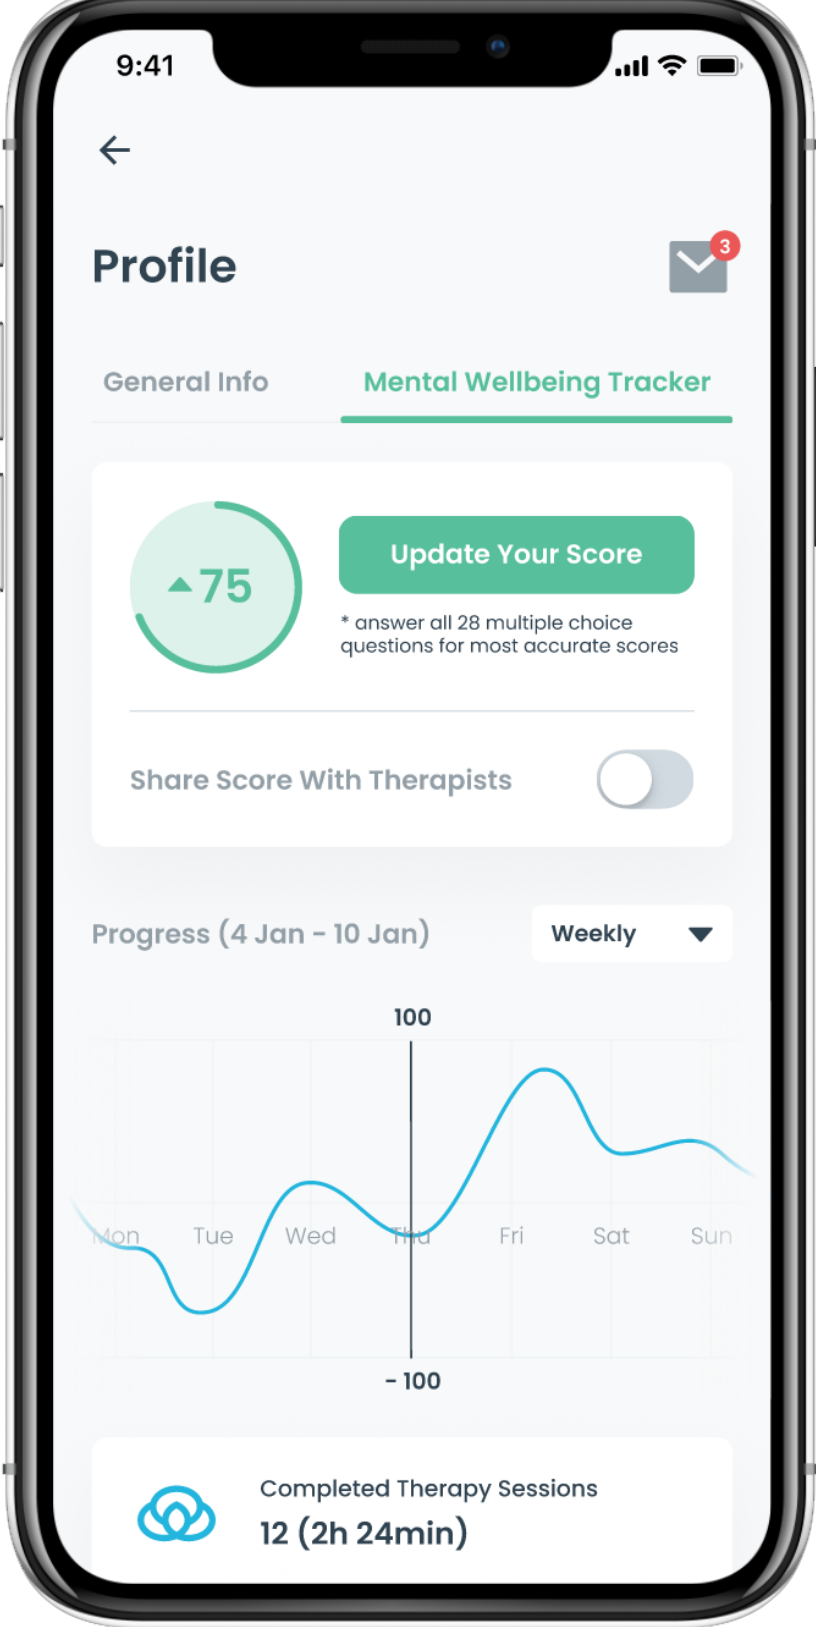 9:41
Profile
3
General Info
Mental Wellbeing Tracker
75
Update Your Score
* answer all 28 multiple choice
questions for most accurate scores
Share Score With Therapists
Progress (4 Jan - 10 Jan)
Weekly
100
Mon Tue Wed Thu Fri Sat Sun
- 100
Completed Therapy Sessions
12 (2h 24min)